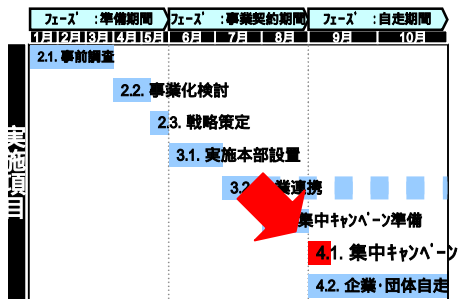 ﾌｪｰｽﾞ :準備期間
ﾌｪｰｽﾞ :事業契約期間
ﾌｪｰｽﾞ :自走期間
1月 2月 3月 4月 5月 6月 7月 8月 9月 10月
実施項目
2.1. 事前調査
2.2. 事業化検討
2.3. 戦略策定
3.1. 実施本部設置
3.2 業連携
集中ｷｬﾝﾍﾟｰﾝ準備
4.1. 集中ｷｬﾝﾍﾟｰﾝ
4.2. 企業・団体自走